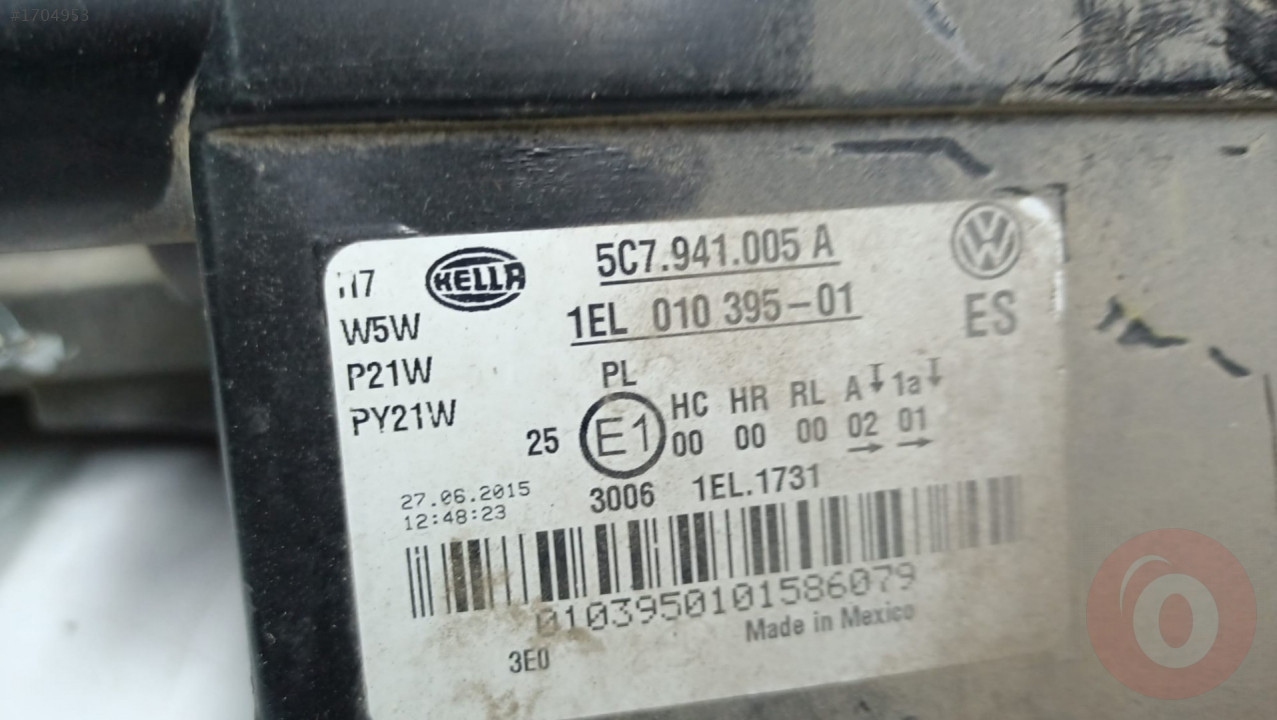 #1704953
5C7.941.005 A
H7 HELLA
1EL 010 395-01
W5W ES
P21W PL
PY21W HC HR RL A 1a
25 E1 00 00 00 02 01
27.06.2015 3006 1EL.1731
12:48:23
0103950101586079
Made in Mexico
3E0